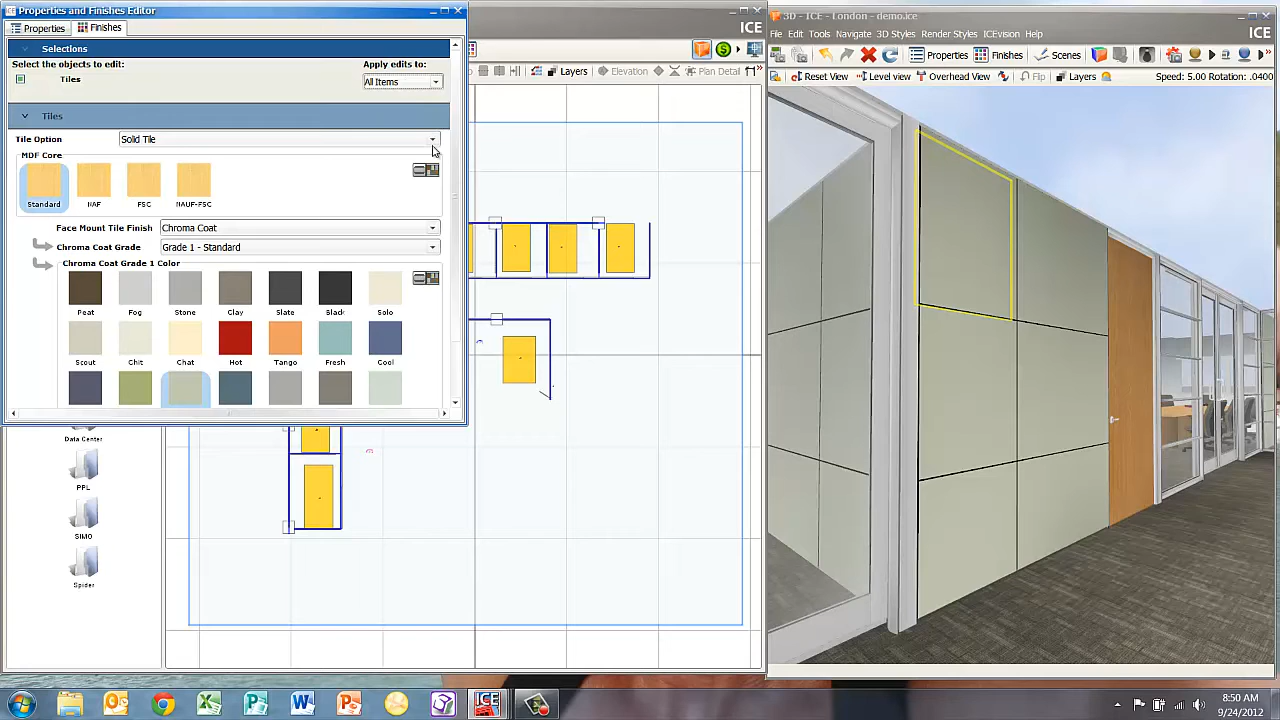 Properties and Finishes Editor
Properties
Finishes
Selections
Select the objects to edit:
Apply edits to:
Tiles
All Items
Tiles
Tile Option
Solid Tile
MDF Core
Standard
NAF
FSC
NAUF-FSC
Face Mount Tile Finish
Chroma Coat
Chroma Coat Grade
Grade 1 - Standard
Chroma Coat Grade 1 Color
Peat
Fog
Stone
Clay
Slate
Black
Solo
Scout
Chit
Chat
Hot
Tango
Fresh
Cool
Data Center
PPL
SIMO
Spider
ICE
Layers
Elevation
Plan Detail
3D - ICE - London - demo.ice
File Edit Tools Navigate 3D Styles Render Styles ICEvision Help
ICE
Properties
Finishes
Scenes
Reset View
Level view
Overhead View
Flip
Layers
Speed: 5.00 Rotation: .0400
ICE
8:50 AM
9/24/2012